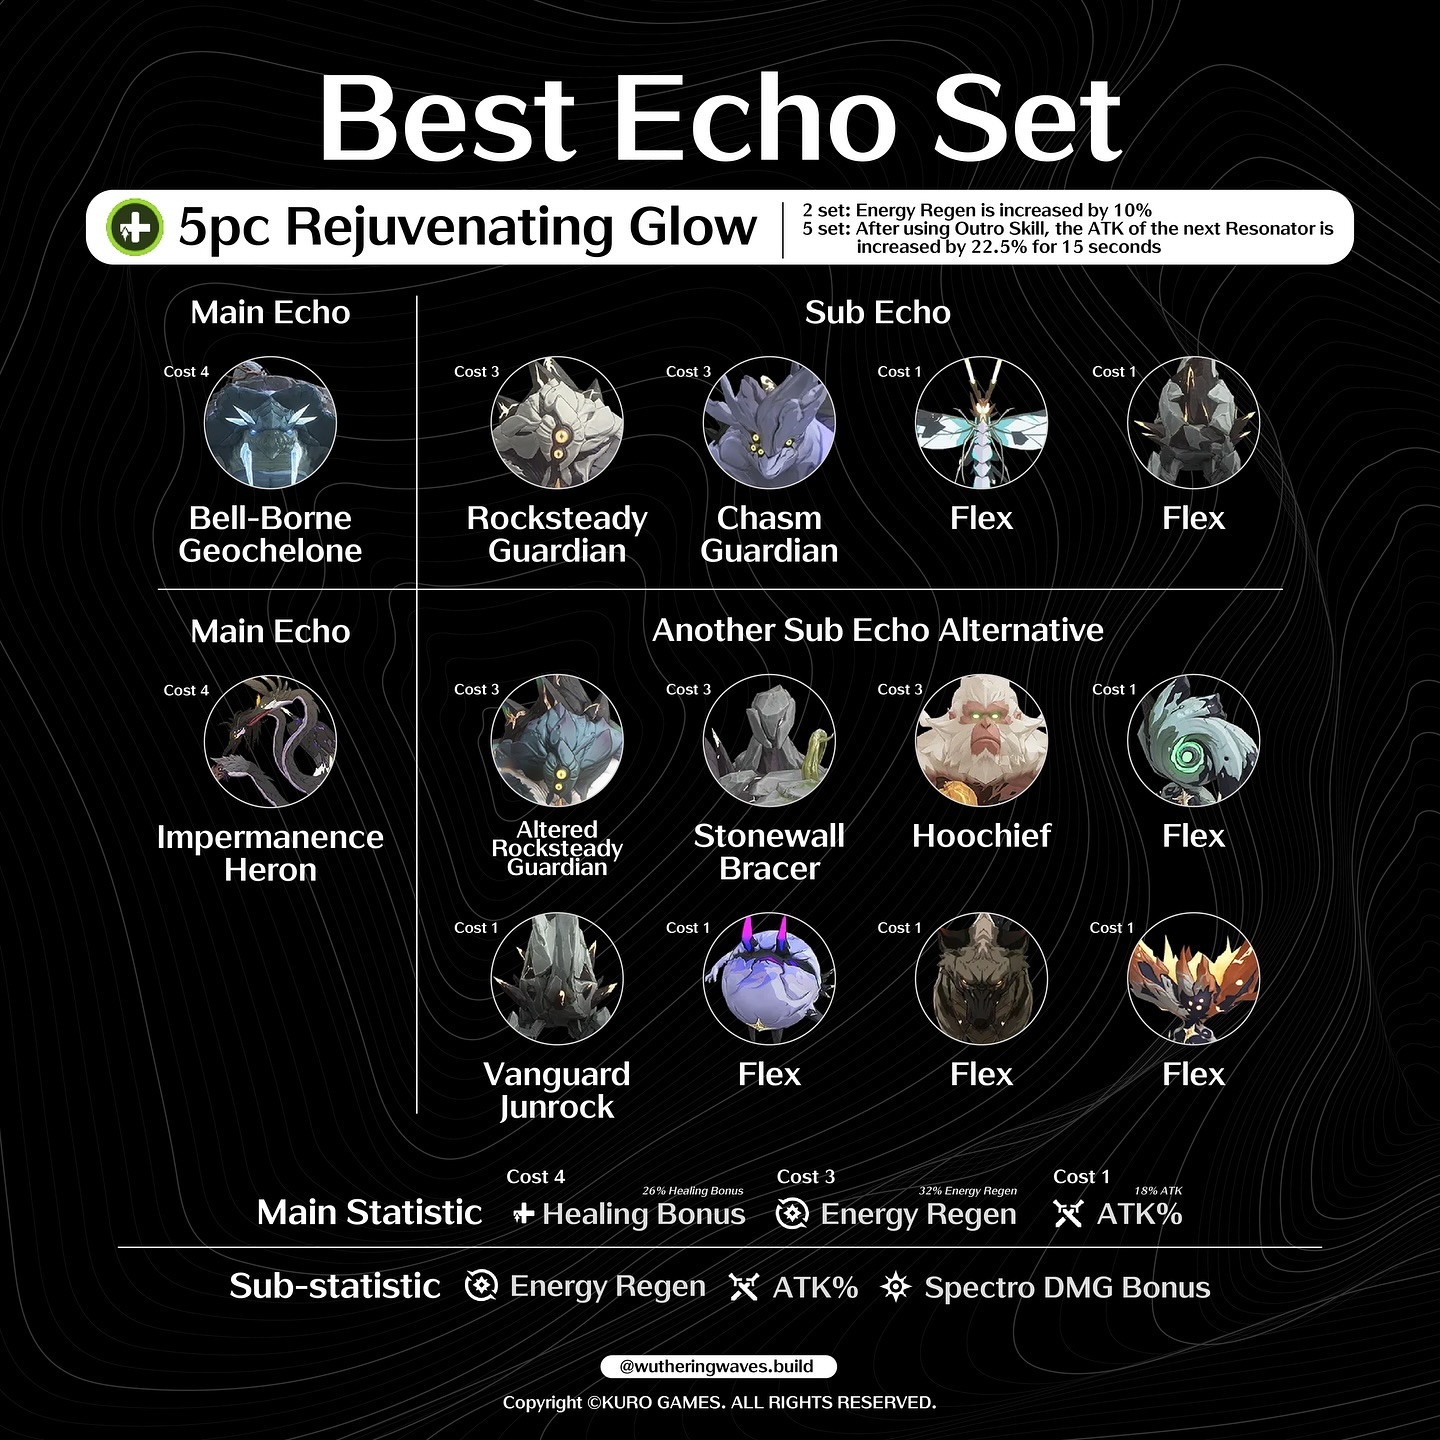 Best Echo Set
5pc Rejuvenating Glow
2 set: Energy Regen is increased by 10%
5 set: After using Outro Skill, the ATK of the next Resonator is
increased by 22.5% for 15 seconds
Main Echo
Sub Echo
Cost 4
Cost 3
Cost 3
Cost 1
Cost 1
Bell-Borne
Geochelone
Rocksteady
Guardian
Chasm
Guardian
Flex
Flex
Main Echo
Another Sub Echo Alternative
Cost 4
Cost 3
Cost 3
Cost 3
Cost 1
Impermanence
Heron
Altered
Rocksteady
Guardian
Stonewall
Bracer
Hoochief
Flex
Cost 1
Cost 1
Cost 1
Cost 1
Vanguard
Junrock
Flex
Flex
Flex
Main Statistic
Cost 4
26% Healing Bonus
Healing Bonus
Cost 3
32% Energy Regen
Energy Regen
Cost 1
18% ATK
ATK%
Sub-statistic
Energy Regen
ATK%
Spectro DMG Bonus
@wutheringwaves.build
Copyright ©KURO GAMES. ALL RIGHTS RESERVED.